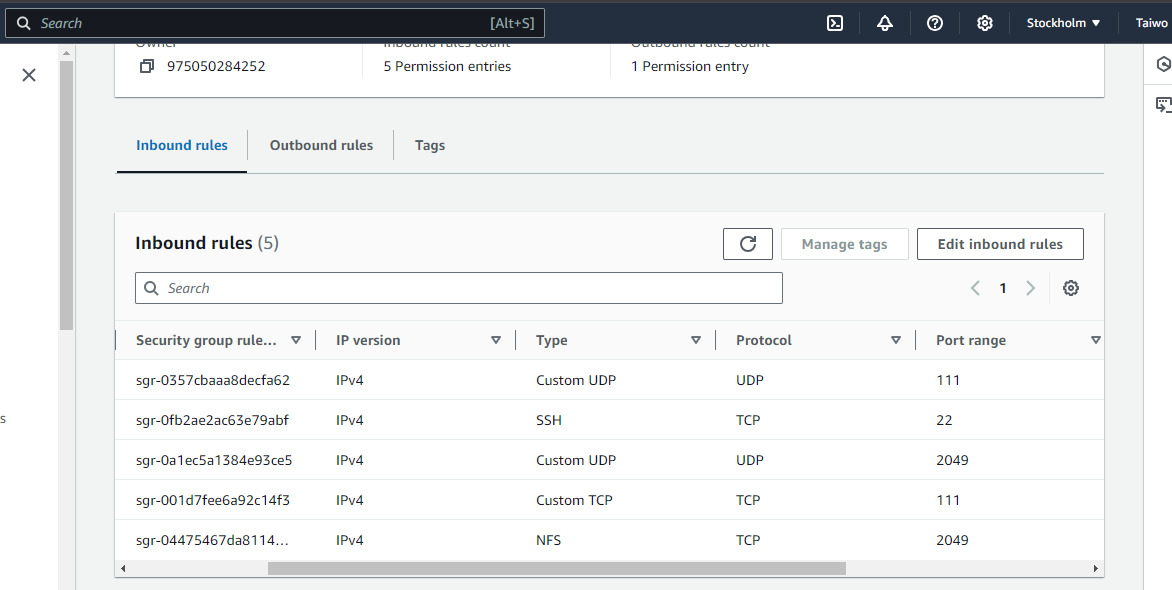 Search [Alt+S] Stockholm Taiwo
Owner Inbound rules count Outbound rules count
975050284252 5 Permission entries 1 Permission entry
Inbound rules Outbound rules Tags
Inbound rules (5) Manage tags Edit inbound rules
Search 1
Security group rule... IP version Type Protocol Port range
sgr-0357cbaaa8decfa62 IPv4 Custom UDP UDP 111
s
sgr-0fb2ae2ac63e79abf IPv4 SSH TCP 22
sgr-0a1ec5a1384e93ce5 IPv4 Custom UDP UDP 2049
sgr-001d7fee6a92c14f3 IPv4 Custom TCP TCP 111
sgr-04475467da8114... IPv4 NFS TCP 2049